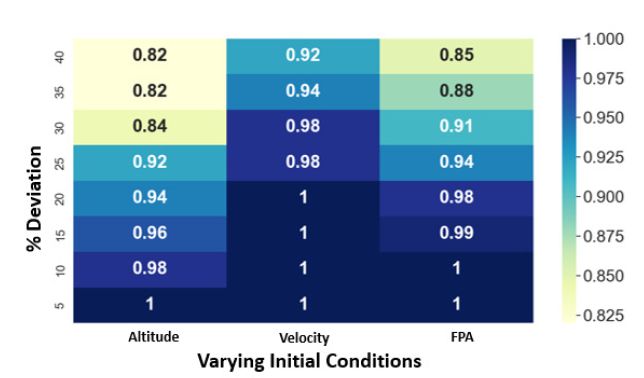 % Deviation
40 0.82 0.92 0.85
35 0.82 0.94 0.88
30 0.84 0.98 0.91
25 0.92 0.98 0.94
20 0.94 1 0.98
15 0.96 1 0.99
10 0.98 1 1
5 1 1 1
Altitude Velocity FPA
Varying Initial Conditions
1.000
0.975
0.950
0.925
0.900
0.875
0.850
0.825